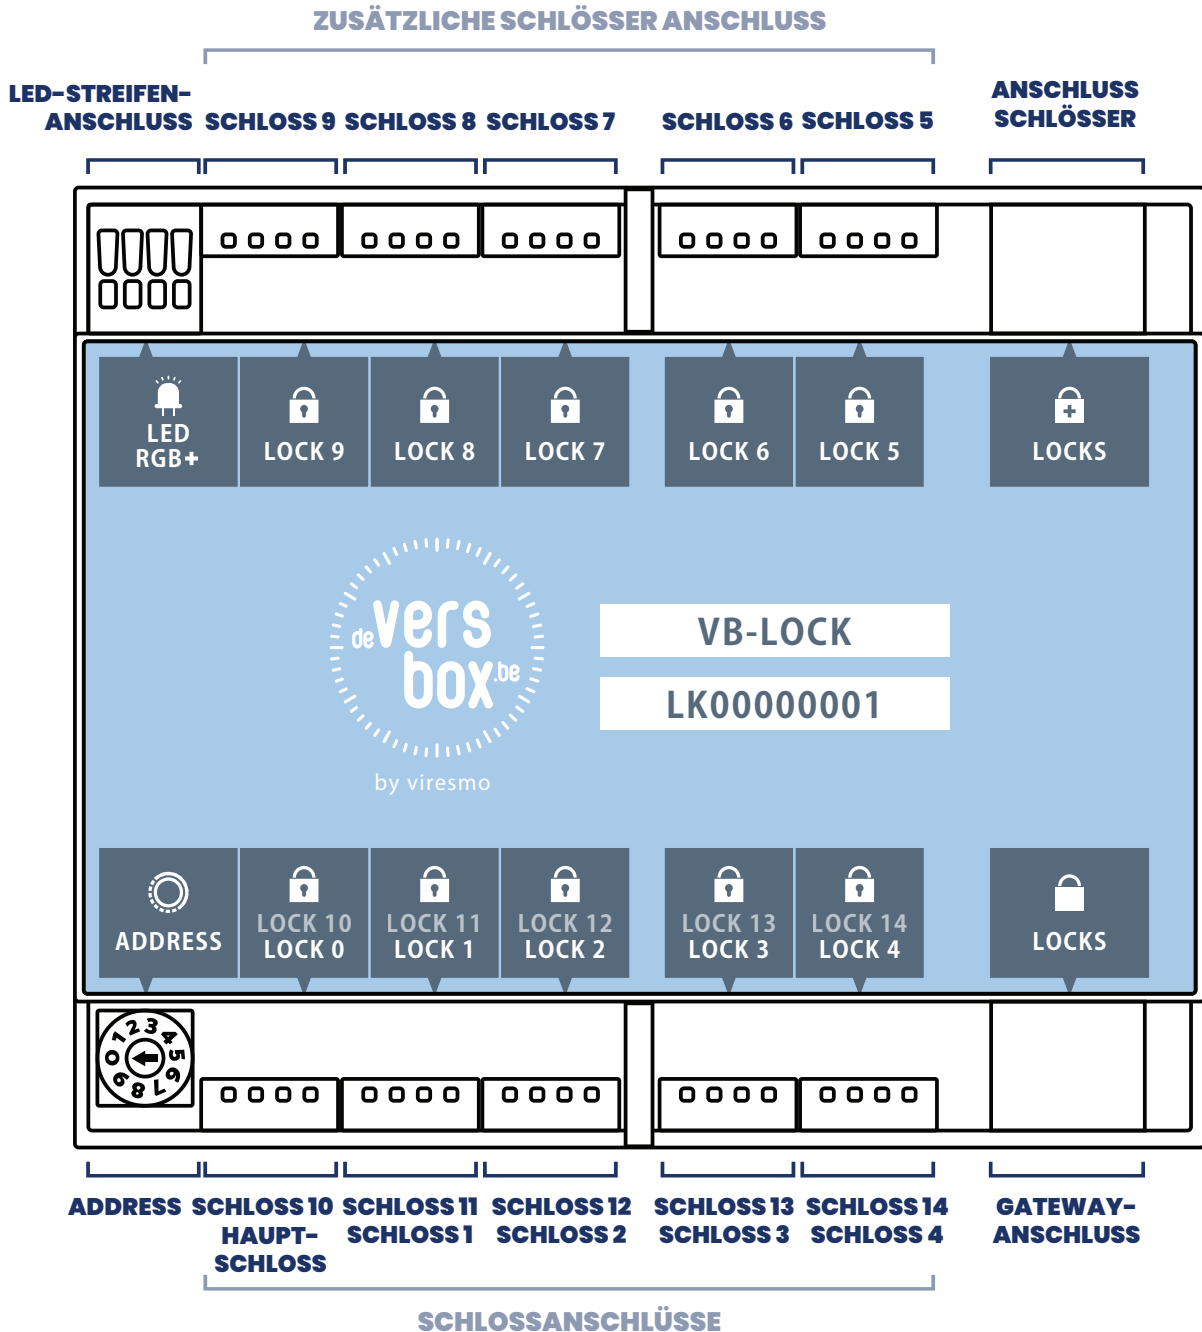 ZUSÄTZLICHE SCHLÖSSER ANSCHLUSS
LED-STREIFEN-
ANSCHLUSS
SCHLOSS 9
SCHLOSS 8
SCHLOSS 7
SCHLOSS 6
SCHLOSS 5
ANSCHLUSS
SCHLÖSSER
LED
RGB+
LOCK 9
LOCK 8
LOCK 7
LOCK 6
LOCK 5
LOCKS
de vers
box.be
by viresmo
VB-LOCK
LK00000001
ADDRESS
LOCK 10
LOCK 0
LOCK 11
LOCK 1
LOCK 12
LOCK 2
LOCK 13
LOCK 3
LOCK 14
LOCK 4
LOCKS
0 1 2 3 4 5 6 7 8 9
ADDRESS
SCHLOSS 10
HAUPT-
SCHLOSS
SCHLOSS 11
SCHLOSS 1
SCHLOSS 12
SCHLOSS 2
SCHLOSS 13
SCHLOSS 3
SCHLOSS 14
SCHLOSS 4
GATEWAY-
ANSCHLUSS
SCHLOSSANSCHLÜSSE